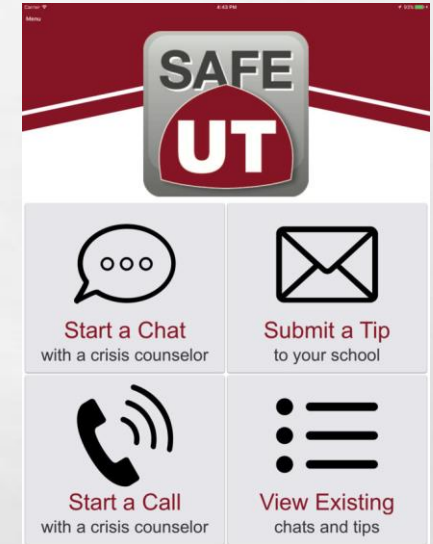 Carrier
4:43 PM
93%
Menu
SAFE
UT
Start a Chat
with a crisis counselor
Submit a Tip
to your school
Start a Call
with a crisis counselor
View Existing
chats and tips